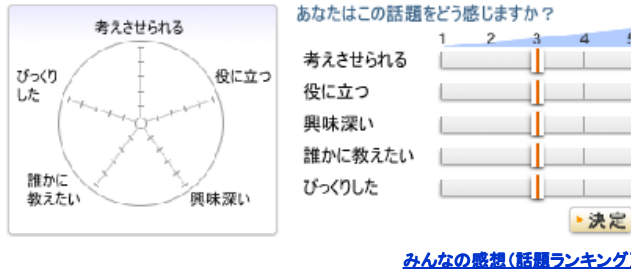 考えさせられる
びっくり
した
役に立つ
誰かに
教えたい
興味深い
あなたはこの話題をどう感じますか？
1 2 3 4 5
考えさせられる
役に立つ
興味深い
誰かに教えたい
びっくりした
決定
みんなの感想（話題ランキング）